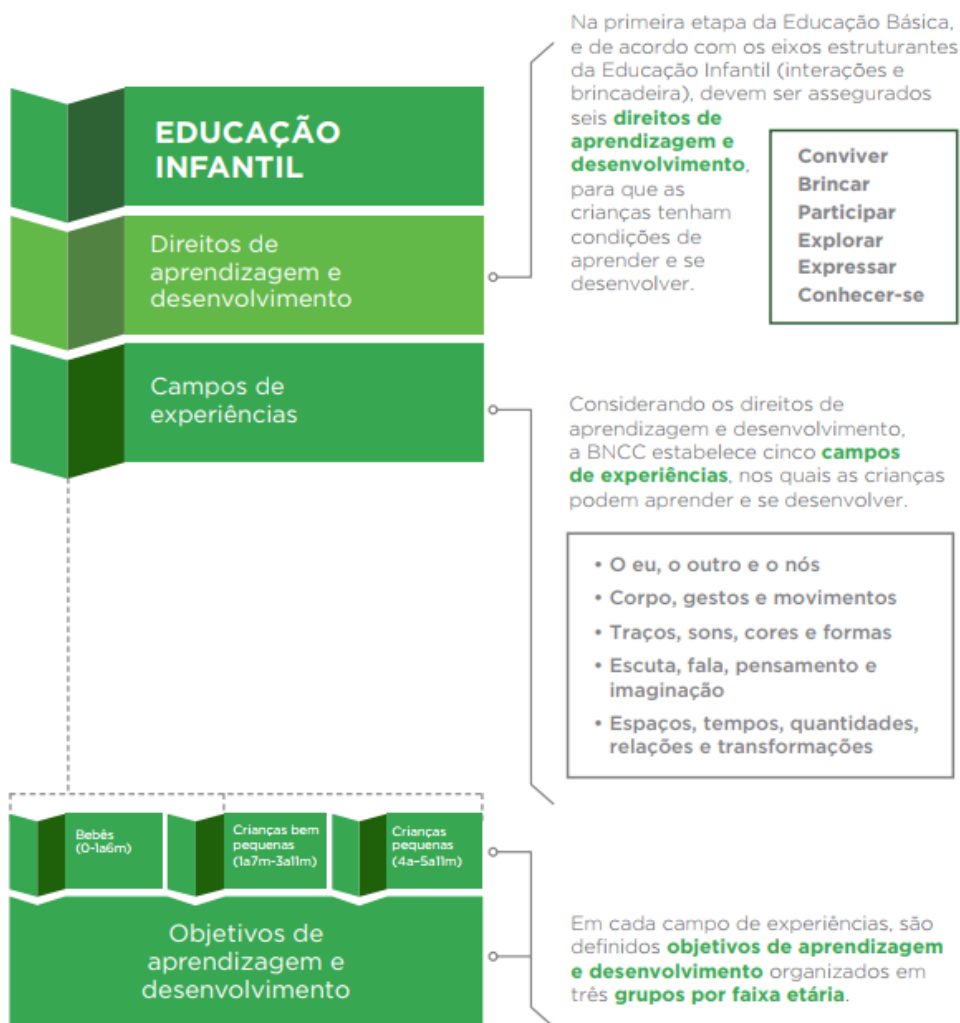 Na primeira etapa da Educação Básica,
e de acordo com os eixos estruturantes
da Educação Infantil (interações e
brincadeira), devem ser assegurados
seis direitos de
aprendizagem e
desenvolvimento,
para que as
crianças tenham
condições de
aprender e se
desenvolver.
Conviver
Brincar
Participar
Explorar
Expressar
Conhecer-se
EDUCAÇÃO
INFANTIL
Direitos de
aprendizagem e
desenvolvimento
Campos de
experiências
Considerando os direitos de
aprendizagem e desenvolvimento,
a BNCC estabelece cinco campos
de experiências, nos quais as crianças
podem aprender e se desenvolver.
• O eu, o outro e o nós
• Corpo, gestos e movimentos
• Traços, sons, cores e formas
• Escuta, fala, pensamento e
imaginação
• Espaços, tempos, quantidades,
relações e transformações
Bebês
(0-1a6m)
Crianças bem
pequenas
(1a7m-3a11m)
Crianças
pequenas
(4a–5a11m)
Objetivos de
aprendizagem e
desenvolvimento
Em cada campo de experiências, são
definidos objetivos de aprendizagem
e desenvolvimento organizados em
três grupos por faixa etária.